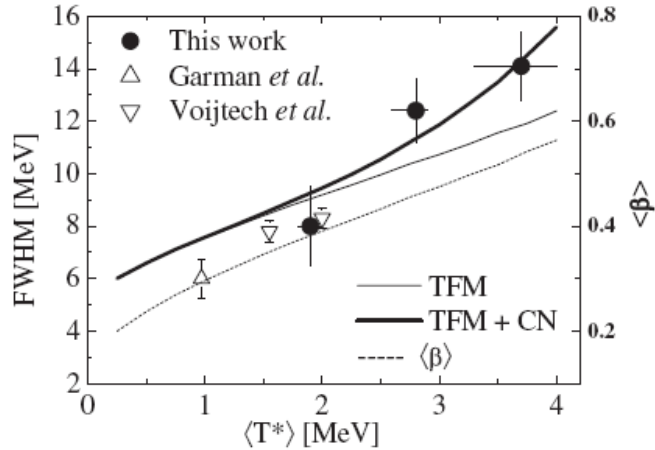 16
14
12
10
8
6
4
2
FWHM [MeV]
This work
Garman et al.
Voijtech et al.
TFM
TFM + CN
⟨β⟩
0.8
0.6
0.4
0.2
<β>
0
1
2
3
4
⟨T*⟩ [MeV]